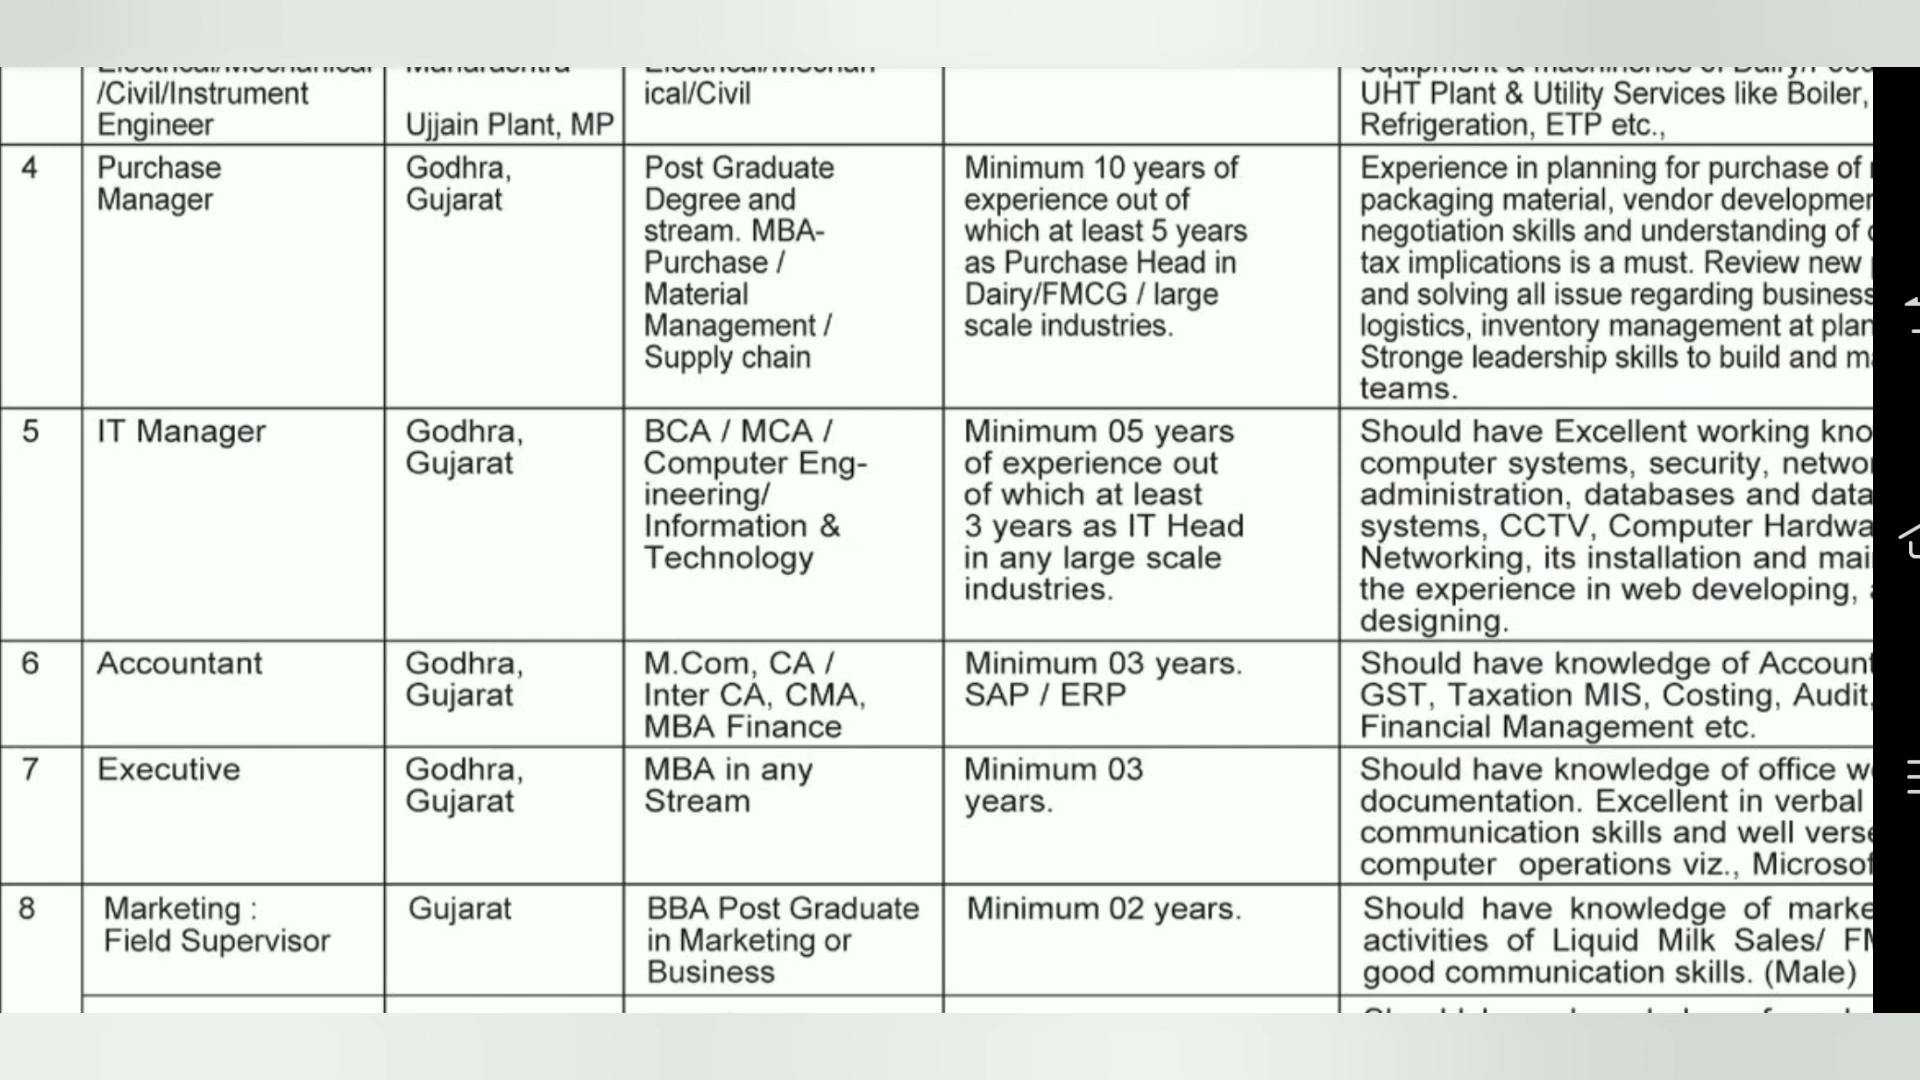 /Civil/Instrument
Engineer
Ujjain Plant, MP
ical/Civil
UHT Plant & Utility Services like Boiler,
Refrigeration, ETP etc.,
4
Purchase
Manager
Godhra,
Gujarat
Post Graduate
Degree and
stream. MBA-
Purchase /
Material
Management /
Supply chain
Minimum 10 years of
experience out of
which at least 5 years
as Purchase Head in
Dairy/FMCG / large
scale industries.
Experience in planning for purchase of
packaging material, vendor
negotiation skills and understanding of
tax implications is a must. Review new
and solving all issue regarding business
logistics, inventory management at
Stronge leadership skills to build and
teams.
5
IT Manager
Godhra,
Gujarat
BCA / MCA /
Computer Eng-
ineering/
Information &
Technology
Minimum 05 years
of experience out
of which at least
3 years as IT Head
in any large scale
industries.
Should have Excellent working
computer systems, security,
administration, databases and data
systems, CCTV, Computer
Networking, its installation and
the experience in web developing,
designing.
6
Accountant
Godhra,
Gujarat
M.Com, CA /
Inter CA, CMA,
MBA Finance
Minimum 03 years.
SAP / ERP
Should have knowledge of
GST, Taxation MIS, Costing, Audit,
Financial Management etc.
7
Executive
Godhra,
Gujarat
MBA in any
Stream
Minimum 03
years.
Should have knowledge of office
documentation. Excellent in verbal
communication skills and well
computer operations viz.,
8
Marketing :
Field Supervisor
Gujarat
BBA Post Graduate
in Marketing or
Business
Minimum 02 years.
Should have knowledge of
activities of Liquid Milk Sales/
good communication skills. (Male)